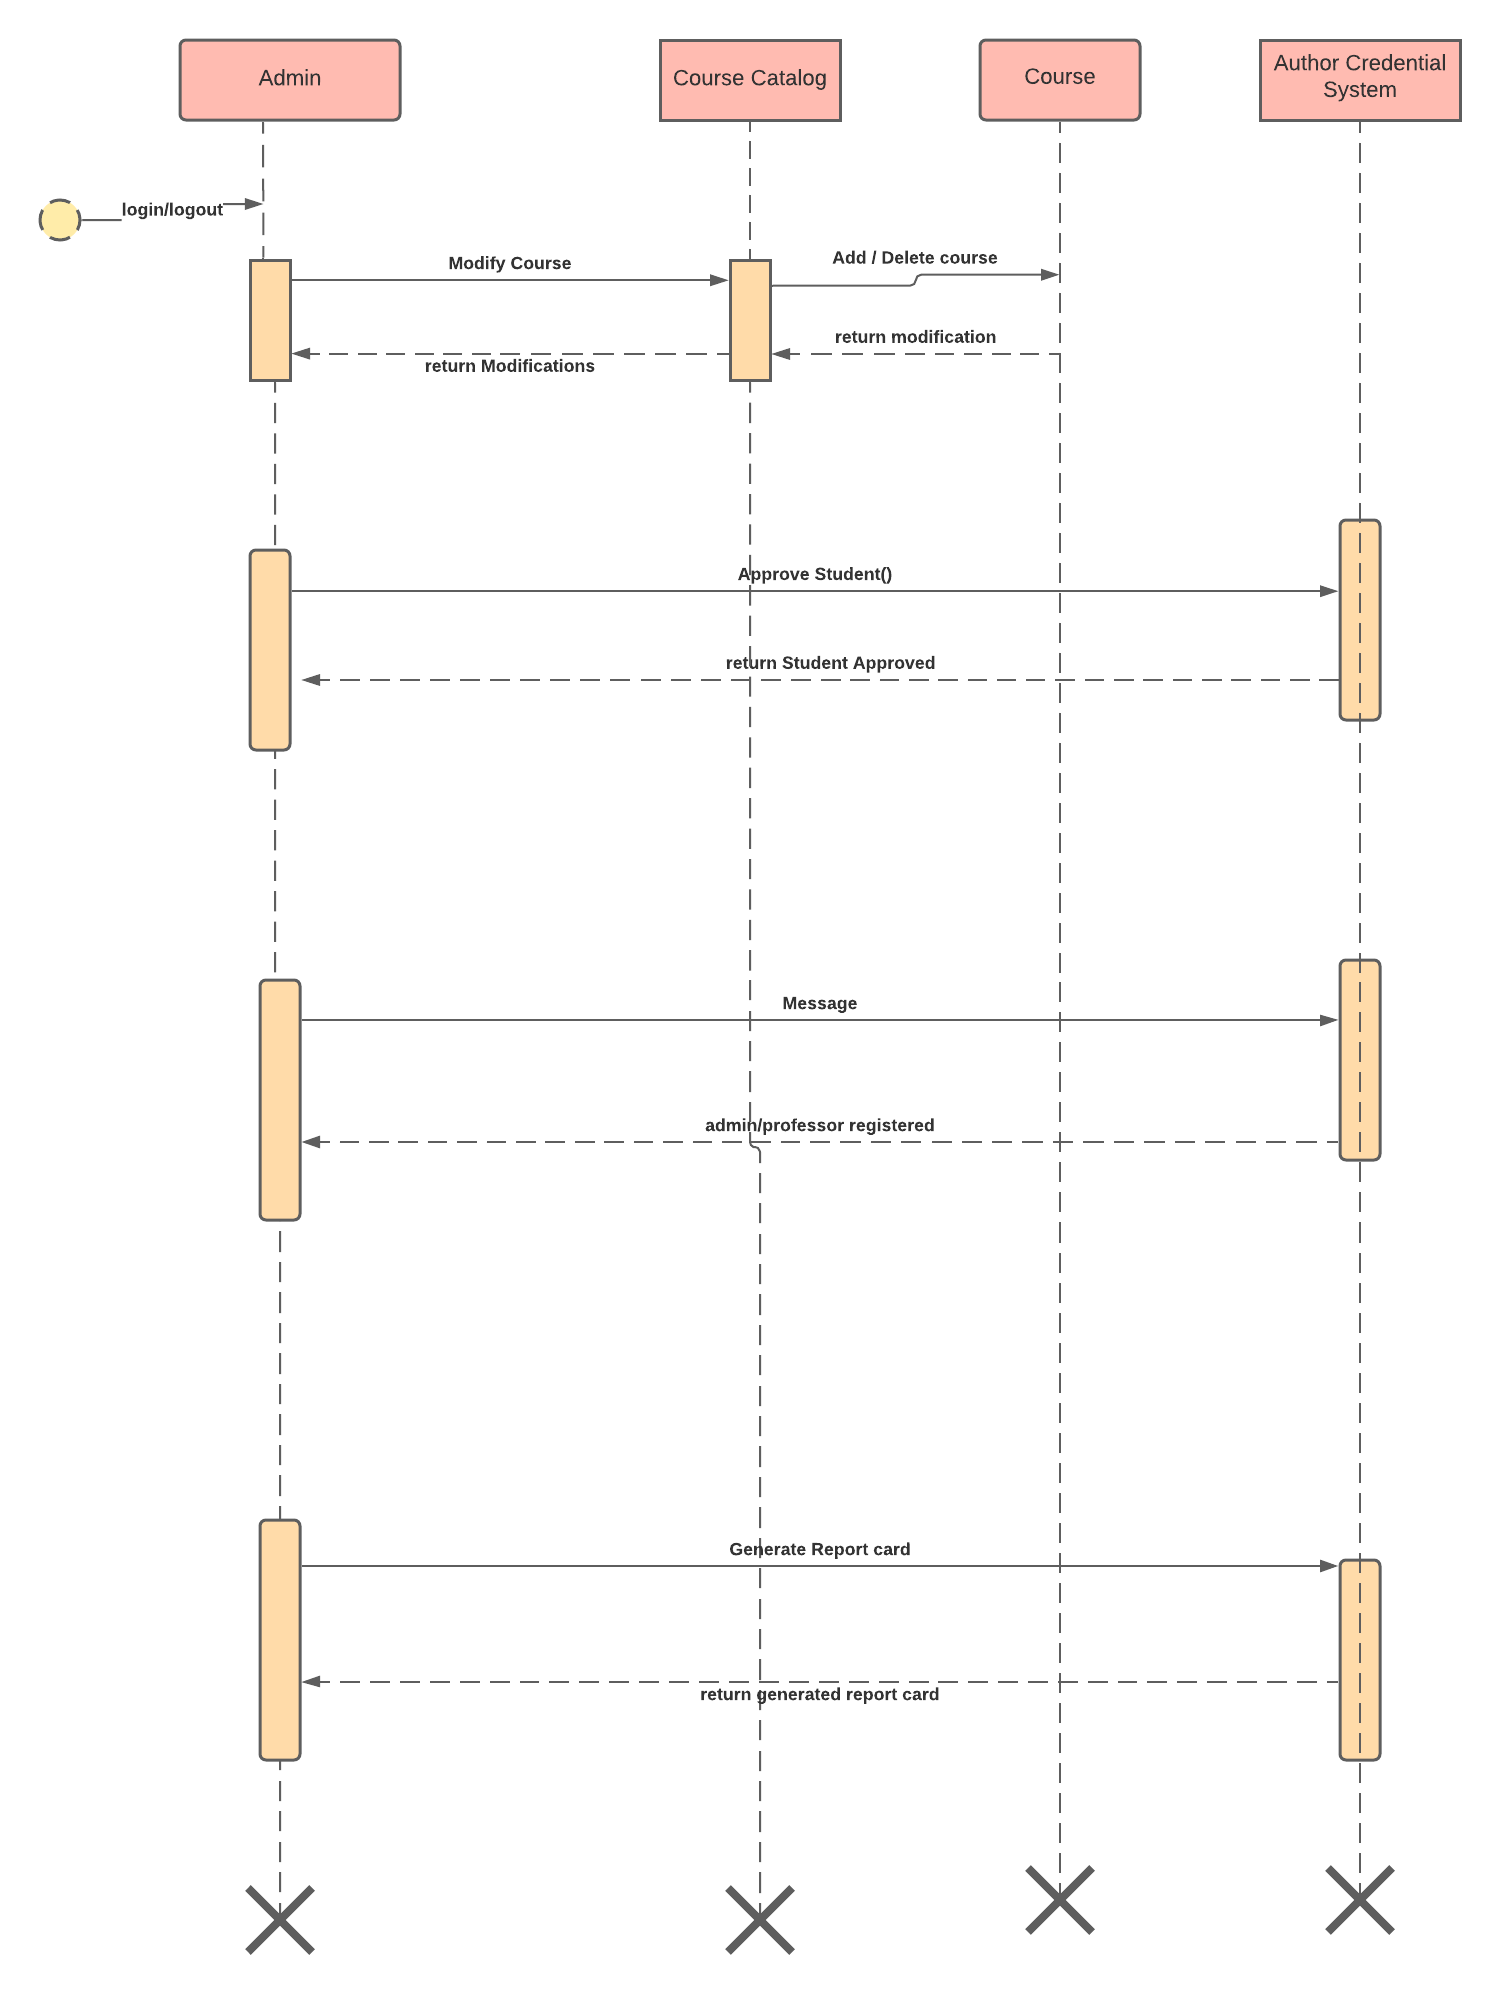 Admin
Course Catalog
Course
Author Credential
System
login/logout
Modify Course
Add / Delete course
return modification
return Modifications
Approve Student()
return Student Approved
Message
admin/professor registered
Generate Report card
return generated report card